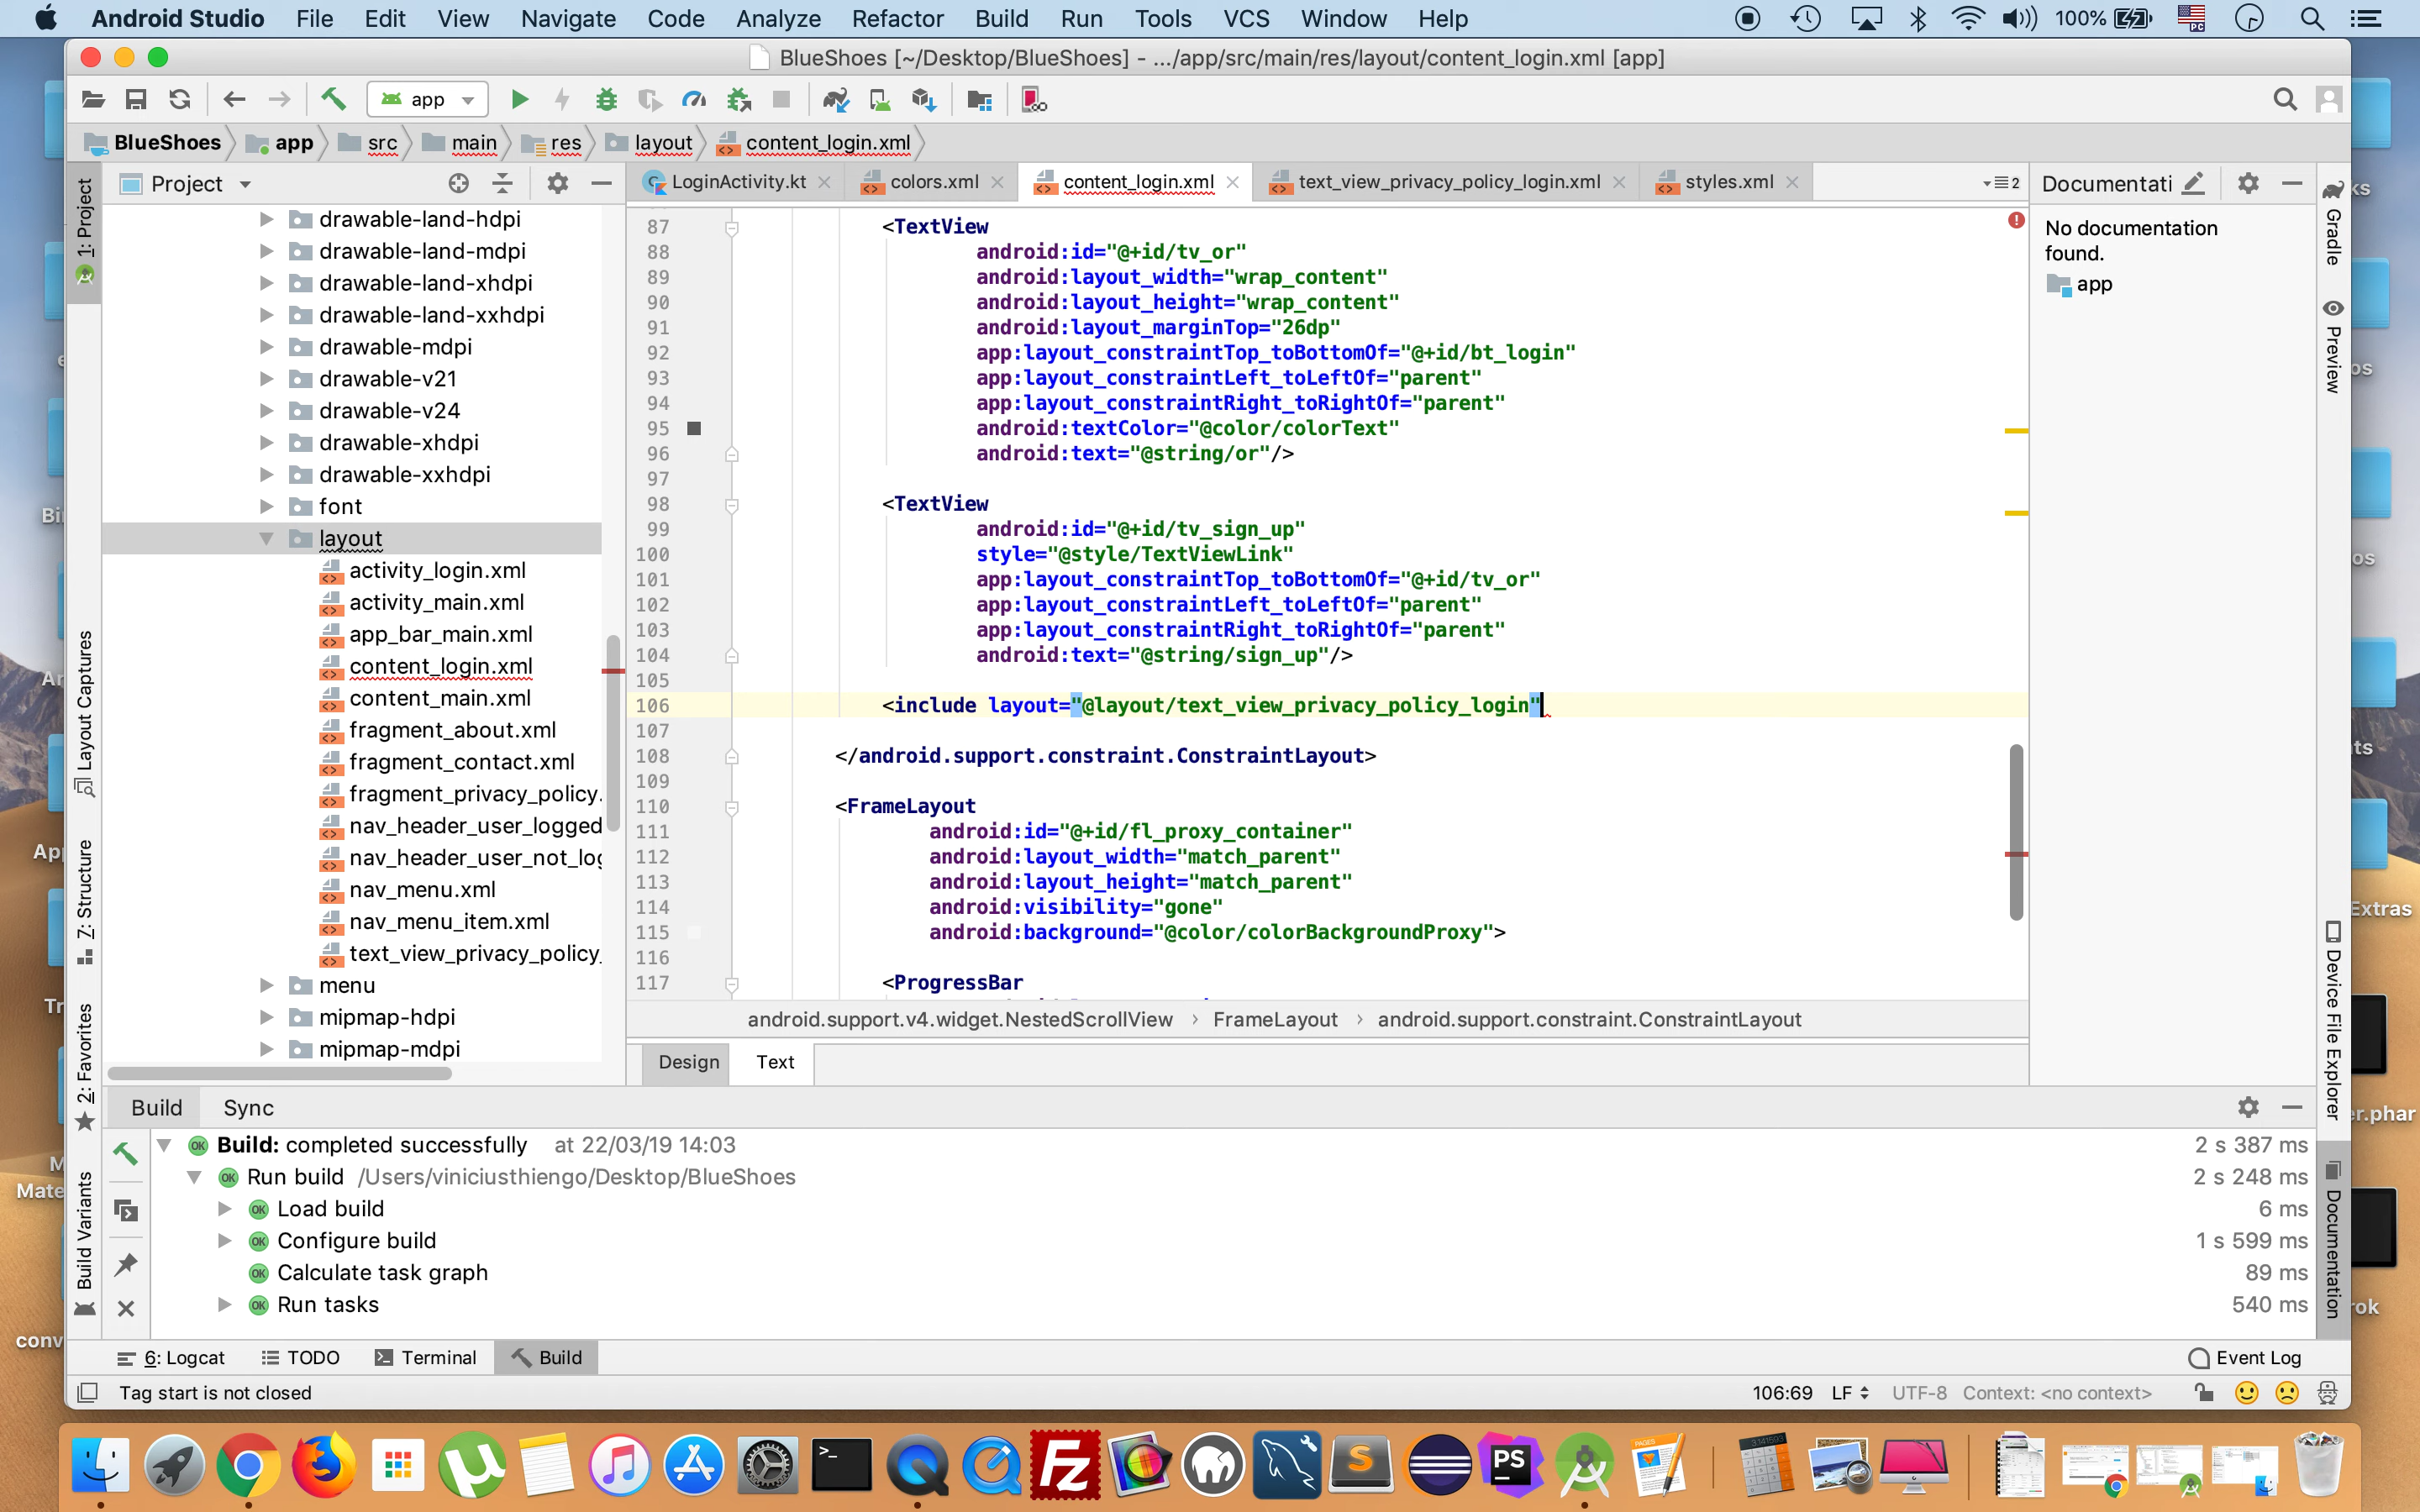 Android Studio File Edit View Navigate Code Analyze Refactor Build Run Tools VCS Window Help 100%
BlueShoes [~/Desktop/BlueShoes] - .../app/src/main/res/layout/content_login.xml [app]
app
BlueShoes app src main res layout content_login.xml
Project
LoginActivity.kt colors.xml content_login.xml text_view_privacy_policy_login.xml styles.xml 2
Documentati
No documentation
found.
app
1: Project
Layout Captures
7: Structure
2: Favorites
Build Variants
Gradle
Preview
Device File Explorer
Documentation
drawable-land-hdpi
drawable-land-mdpi
drawable-land-xhdpi
drawable-land-xxhdpi
drawable-mdpi
drawable-v21
drawable-v24
drawable-xhdpi
drawable-xxhdpi
font
layout
activity_login.xml
activity_main.xml
app_bar_main.xml
content_login.xml
content_main.xml
fragment_about.xml
fragment_contact.xml
fragment_privacy_policy.
nav_header_user_logged
nav_header_user_not_log
nav_menu.xml
nav_menu_item.xml
text_view_privacy_policy_
menu
mipmap-hdpi
mipmap-mdpi
87 <TextView
88 android:id="@+id/tv_or"
89 android:layout_width="wrap_content"
90 android:layout_height="wrap_content"
91 android:layout_marginTop="26dp"
92 app:layout_constraintTop_toBottomOf="@+id/bt_login"
93 app:layout_constraintLeft_toLeftOf="parent"
94 app:layout_constraintRight_toRightOf="parent"
95 android:textColor="@color/colorText"
96 android:text="@string/or"/>
97
98 <TextView
99 android:id="@+id/tv_sign_up"
100 style="@style/TextViewLink"
101 app:layout_constraintTop_toBottomOf="@+id/tv_or"
102 app:layout_constraintLeft_toLeftOf="parent"
103 app:layout_constraintRight_toRightOf="parent"
104 android:text="@string/sign_up"/>
105
106 <include layout="@layout/text_view_privacy_policy_login"
107
108 </android.support.constraint.ConstraintLayout>
109
110 <FrameLayout
111 android:id="@+id/fl_proxy_container"
112 android:layout_width="match_parent"
113 android:layout_height="match_parent"
114 android:visibility="gone"
115 android:background="@color/colorBackgroundProxy">
116
117 <ProgressBar
android.support.v4.widget.NestedScrollView › FrameLayout › android.support.constraint.ConstraintLayout
Design Text
Build Sync
Build: completed successfully at 22/03/19 14:03 2 s 387 ms
Run build /Users/viniciusthiengo/Desktop/BlueShoes 2 s 248 ms
Load build 6 ms
Configure build 1 s 599 ms
Calculate task graph 89 ms
Run tasks 540 ms
6: Logcat TODO Terminal Build Event Log
Tag start is not closed 106:69 LF UTF-8 Context: <no context>
Extras
er.phar
Mate
conv